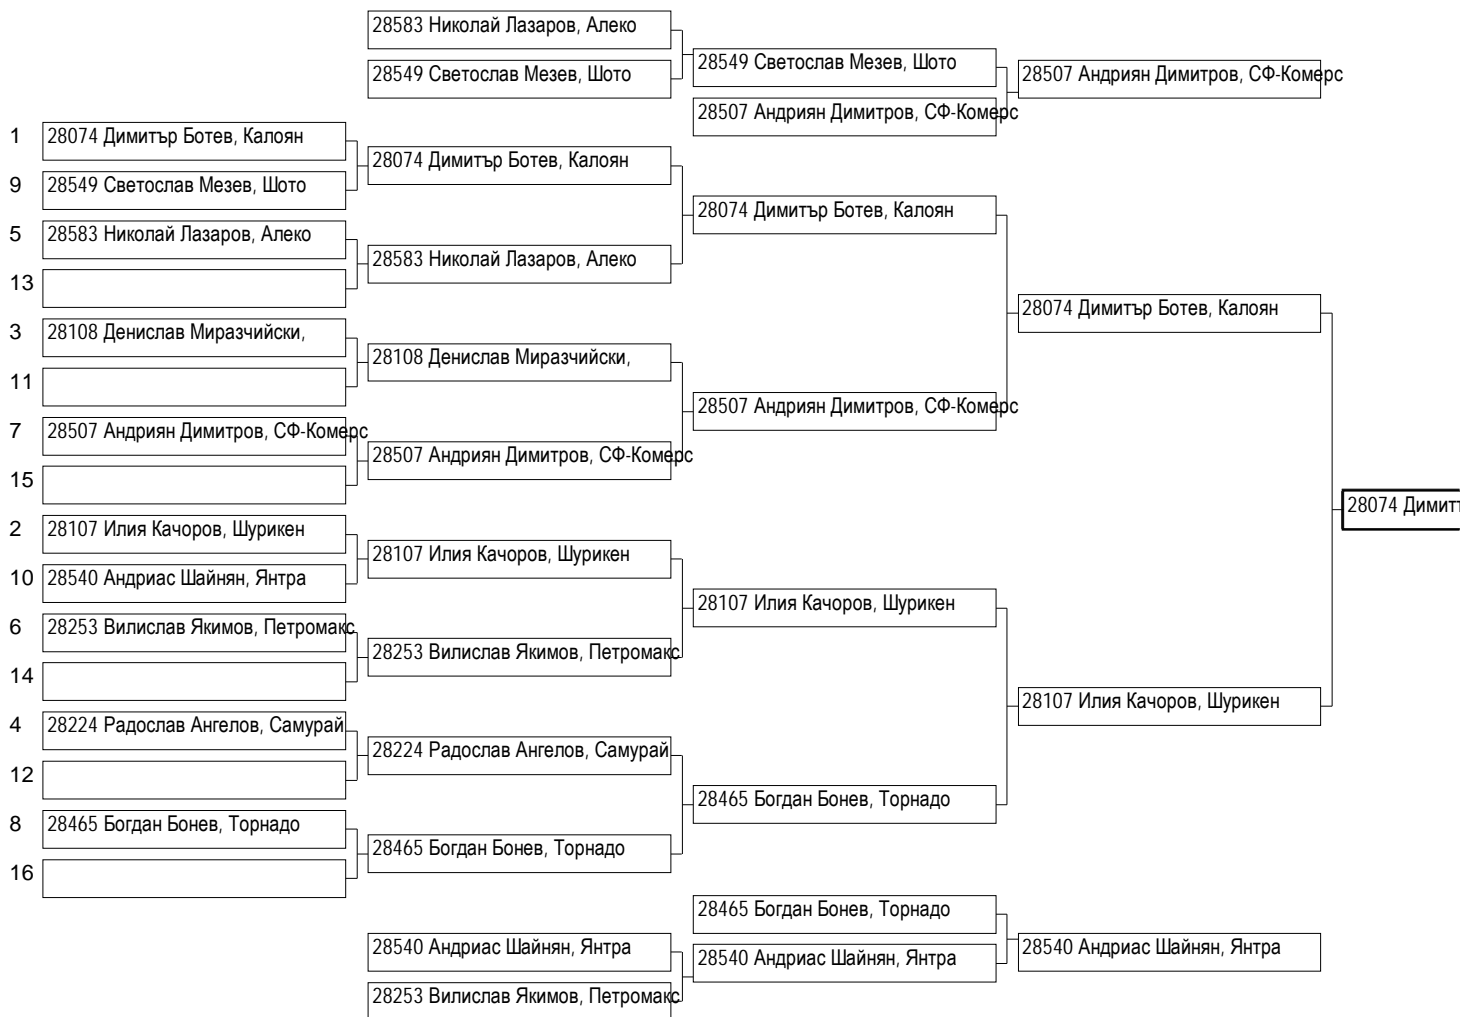 28583 Николай Лазаров, Алеко
28549 Светослав Мезев, Шото
28549 Светослав Мезев, Шото
28507 Андриян Димитров, СФ-Комерс
28507 Андриян Димитров, СФ-Комерс
1 28074 Димитър Ботев, Калоян
9 28549 Светослав Мезев, Шото
5 28583 Николай Лазаров, Алеко
13
3 28108 Денислав Миразчийски,
11
7 28507 Андриян Димитров, СФ-Комерс
15
2 28107 Илия Качоров, Шурикен
10 28540 Андриас Шайнян, Янтра
6 28253 Вилислав Якимов, Петромакс
14
4 28224 Радослав Ангелов, Самурай
12
8 28465 Богдан Бонев, Торнадо
16
28074 Димитър Ботев, Калоян
28583 Николай Лазаров, Алеко
28108 Денислав Миразчийски,
28507 Андриян Димитров, СФ-Комерс
28107 Илия Качоров, Шурикен
28253 Вилислав Якимов, Петромакс
28224 Радослав Ангелов, Самурай
28465 Богдан Бонев, Торнадо
28074 Димитър Ботев, Калоян
28507 Андриян Димитров, СФ-Комерс
28107 Илия Качоров, Шурикен
28465 Богдан Бонев, Торнадо
28074 Димитър Ботев, Калоян
28107 Илия Качоров, Шурикен
28074
28540 Андриас Шайнян, Янтра
28253 Вилислав Якимов, Петромакс
28465 Богдан Бонев, Торнадо
28540 Андриас Шайнян, Янтра
28540 Андриас Шайнян, Янтра